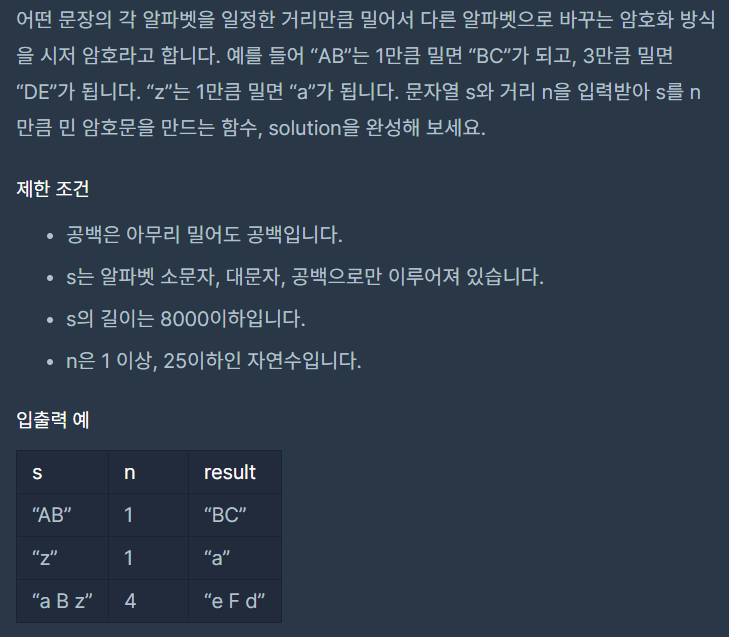 어떤 문장의 각 알파벳을 일정한 거리만큼 밀어서 다른 알파벳으로 바꾸는 암호화 방식
을 시저 암호라고 합니다. 예를 들어 “AB”는 1만큼 밀면 “BC”가 되고, 3만큼 밀면
“DE”가 됩니다. “z”는 1만큼 밀면 “a”가 됩니다. 문자열 s와 거리 n을 입력받아 s를 n
만큼 민 암호문을 만드는 함수, solution을 완성해 보세요.
제한 조건
• 공백은 아무리 밀어도 공백입니다.
• s는 알파벳 소문자, 대문자, 공백으로만 이루어져 있습니다.
• s의 길이는 8000이하입니다.
• n은 1 이상, 25이하인 자연수입니다.
입출력 예
s n result
“AB” 1 “BC”
“z” 1 “a”
“a B z” 4 “e F d”